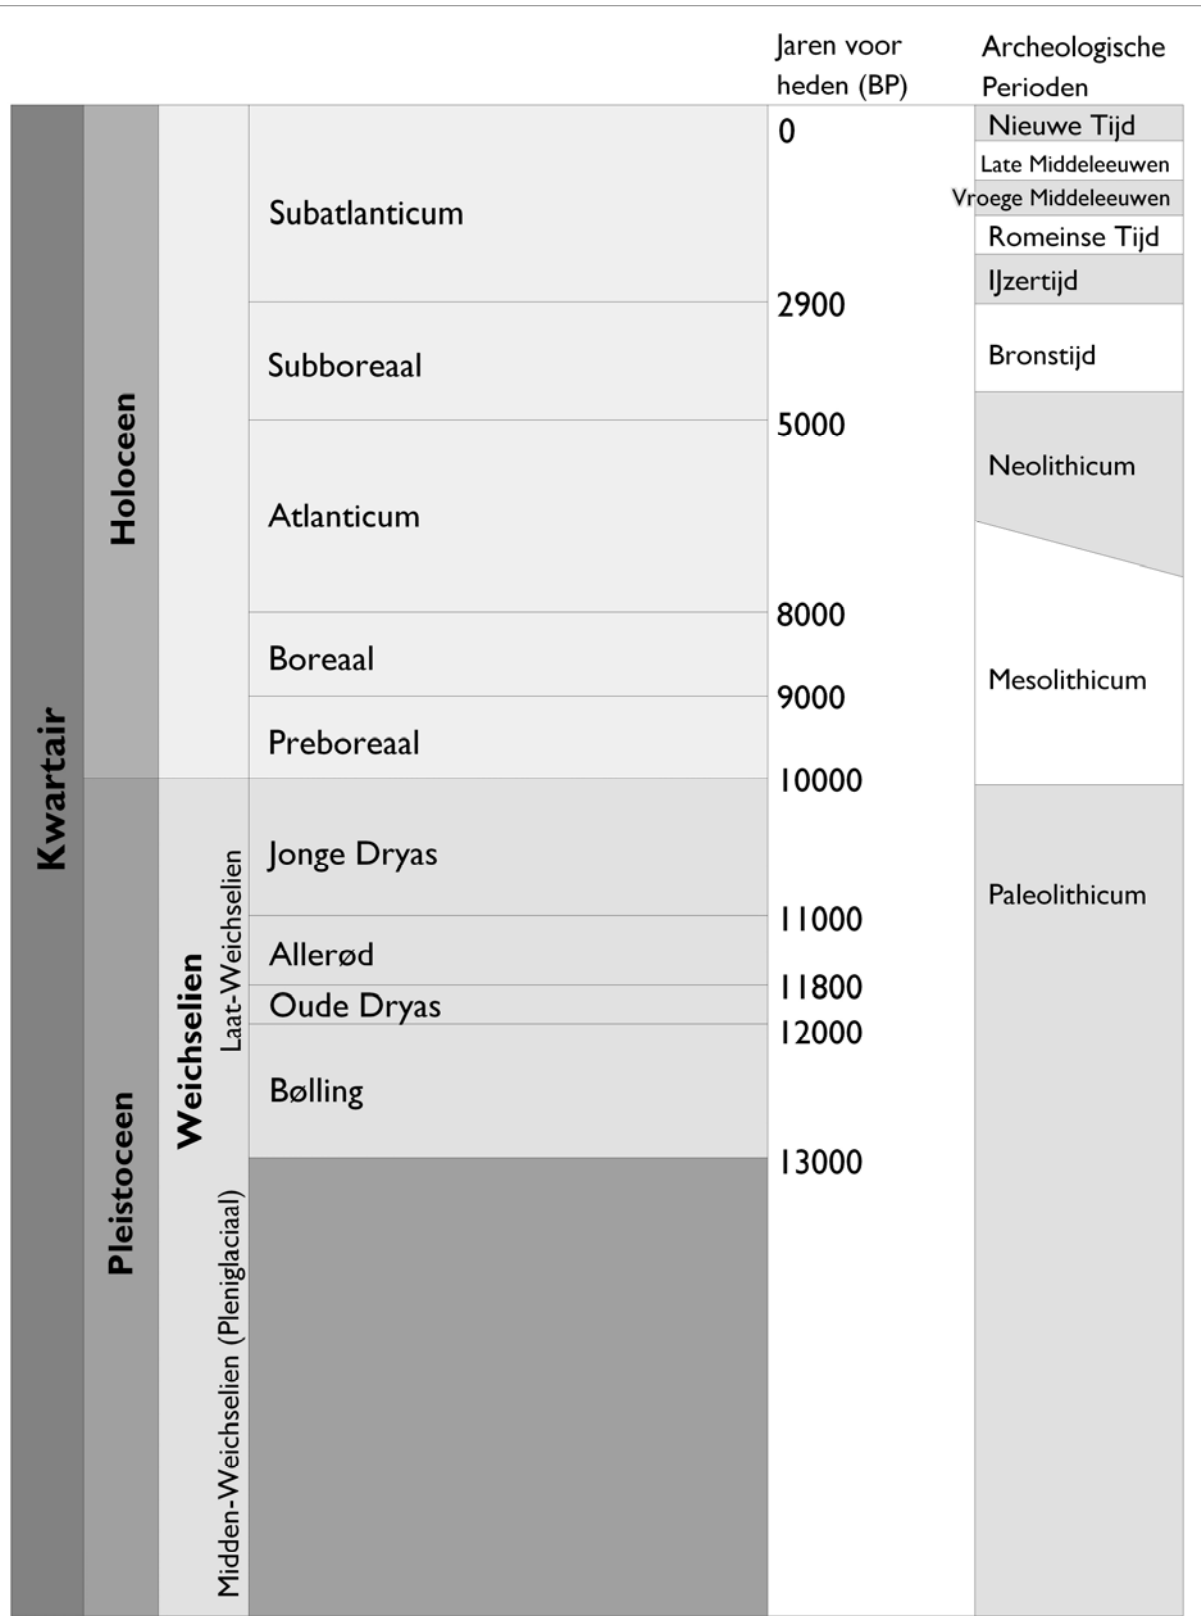 Jaren voor
heden (BP)
Archeologische
Perioden
Kwartair
Holoceen
Pleistoceen
Weichselien
Laat-Weichselien
Midden-Weichselien (Pleniglaciaal)
Subatlanticum
Subboreaal
Atlanticum
Boreaal
Preboreaal
Jonge Dryas
Allerød
Oude Dryas
Bølling
0
2900
5000
8000
9000
10000
11000
11800
12000
13000
Nieuwe Tijd
Late Middeleeuwen
Vroege Middeleeuwen
Romeinse Tijd
IJzertijd
Bronstijd
Neolithicum
Mesolithicum
Paleolithicum